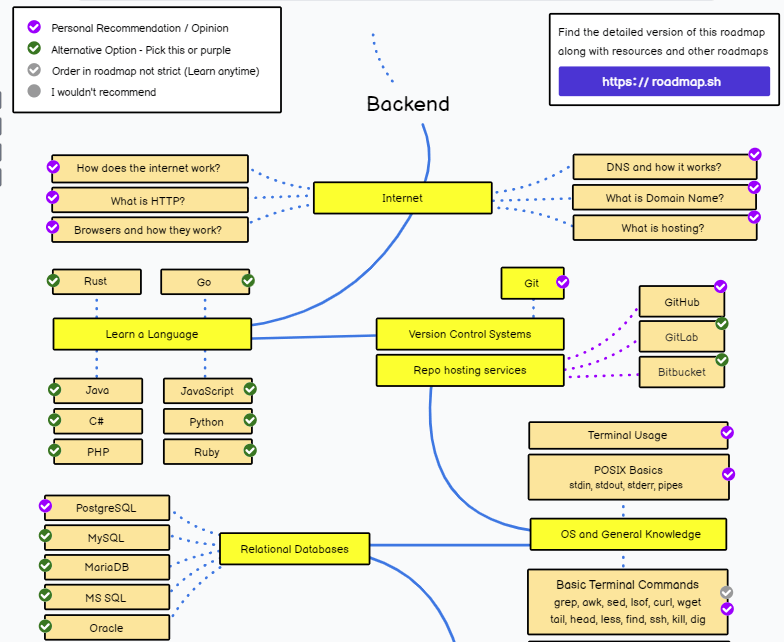 Personal Recommendation / Opinion
Alternative Option - Pick this or purple
Order in roadmap not strict (Learn anytime)
I wouldn't recommend
Find the detailed version of this roadmap
along with resources and other roadmaps
https://roadmap.sh
Backend
How does the internet work?
What is HTTP?
Browsers and how they work?
Internet
DNS and how it works?
What is Domain Name?
What is hosting?
Rust
Go
Learn a Language
Java
JavaScript
C#
Python
PHP
Ruby
Git
Version Control Systems
Repo hosting services
GitHub
GitLab
Bitbucket
Terminal Usage
POSIX Basics
stdin, stdout, stderr, pipes
OS and General Knowledge
Basic Terminal Commands
grep, awk, sed, lsof, curl, wget
tail, head, less, find, ssh, kill, dig
PostgreSQL
MySQL
MariaDB
MS SQL
Oracle
Relational Databases